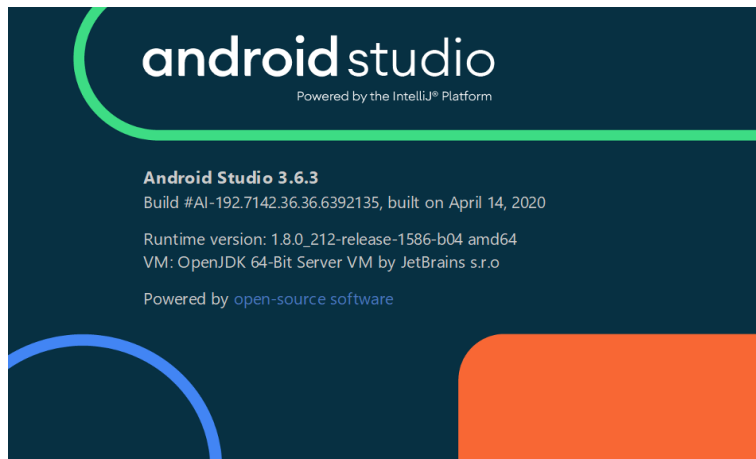 android studio
Powered by the IntelliJ® Platform
Android Studio 3.6.3
Build #AI-192.7142.36.36.6392135, built on April 14, 2020
Runtime version: 1.8.0_212-release-1586-b04 amd64
VM: OpenJDK 64-Bit Server VM by JetBrains s.r.o
Powered by open-source software